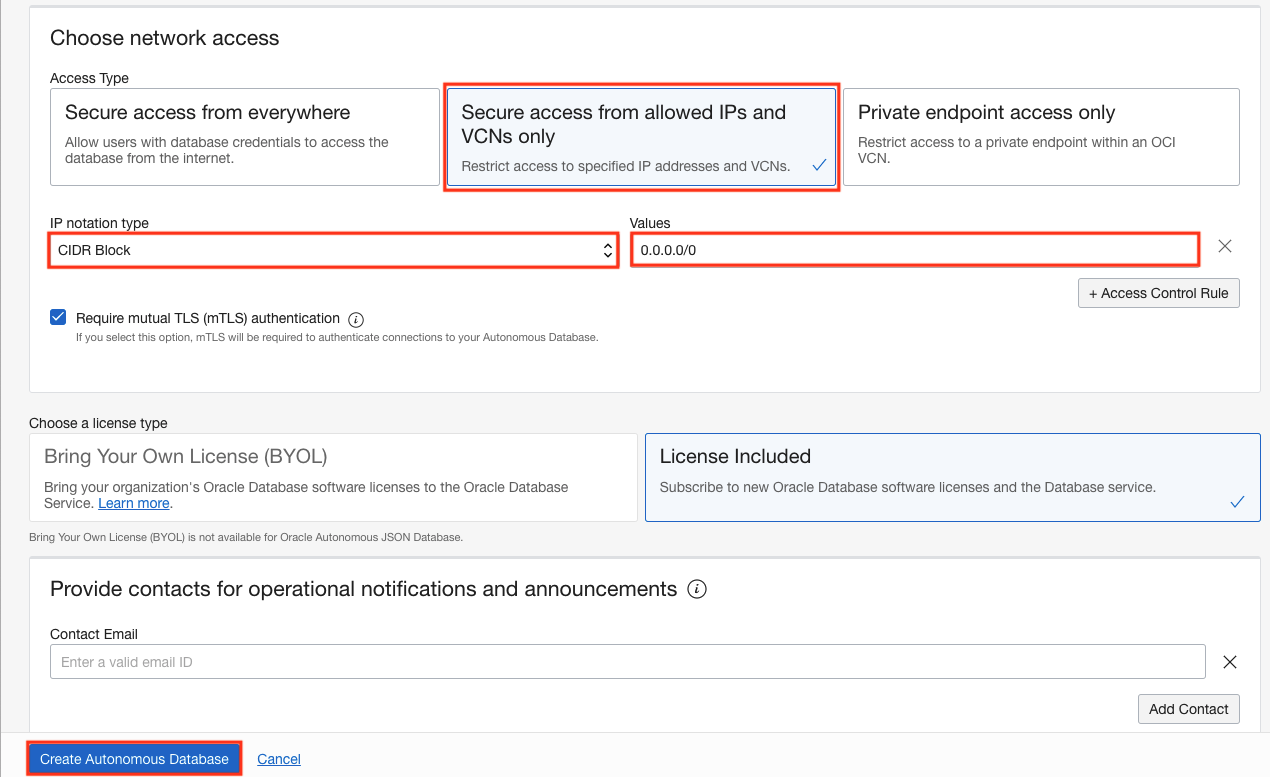 Choose network access
Access Type
Secure access from everywhere
Allow users with database credentials to access the
database from the internet.
Secure access from allowed IPs and
VCNs only
Restrict access to specified IP addresses and VCNs.
Private endpoint access only
Restrict access to a private endpoint within an OCI
VCN.
IP notation type
CIDR Block
Values
0.0.0.0/0
+ Access Control Rule
Require mutual TLS (mTLS) authentication
If you select this option, mTLS will be required to authenticate connections to your Autonomous Database.
Choose a license type
Bring Your Own License (BYOL)
Bring your organization's Oracle Database software licenses to the Oracle Database
Service. Learn more.
License Included
Subscribe to new Oracle Database software licenses and the Database service.
Bring Your Own License (BYOL) is not available for Oracle Autonomous JSON Database.
Provide contacts for operational notifications and announcements
Contact Email
Enter a valid email ID
Add Contact
Create Autonomous Database
Cancel